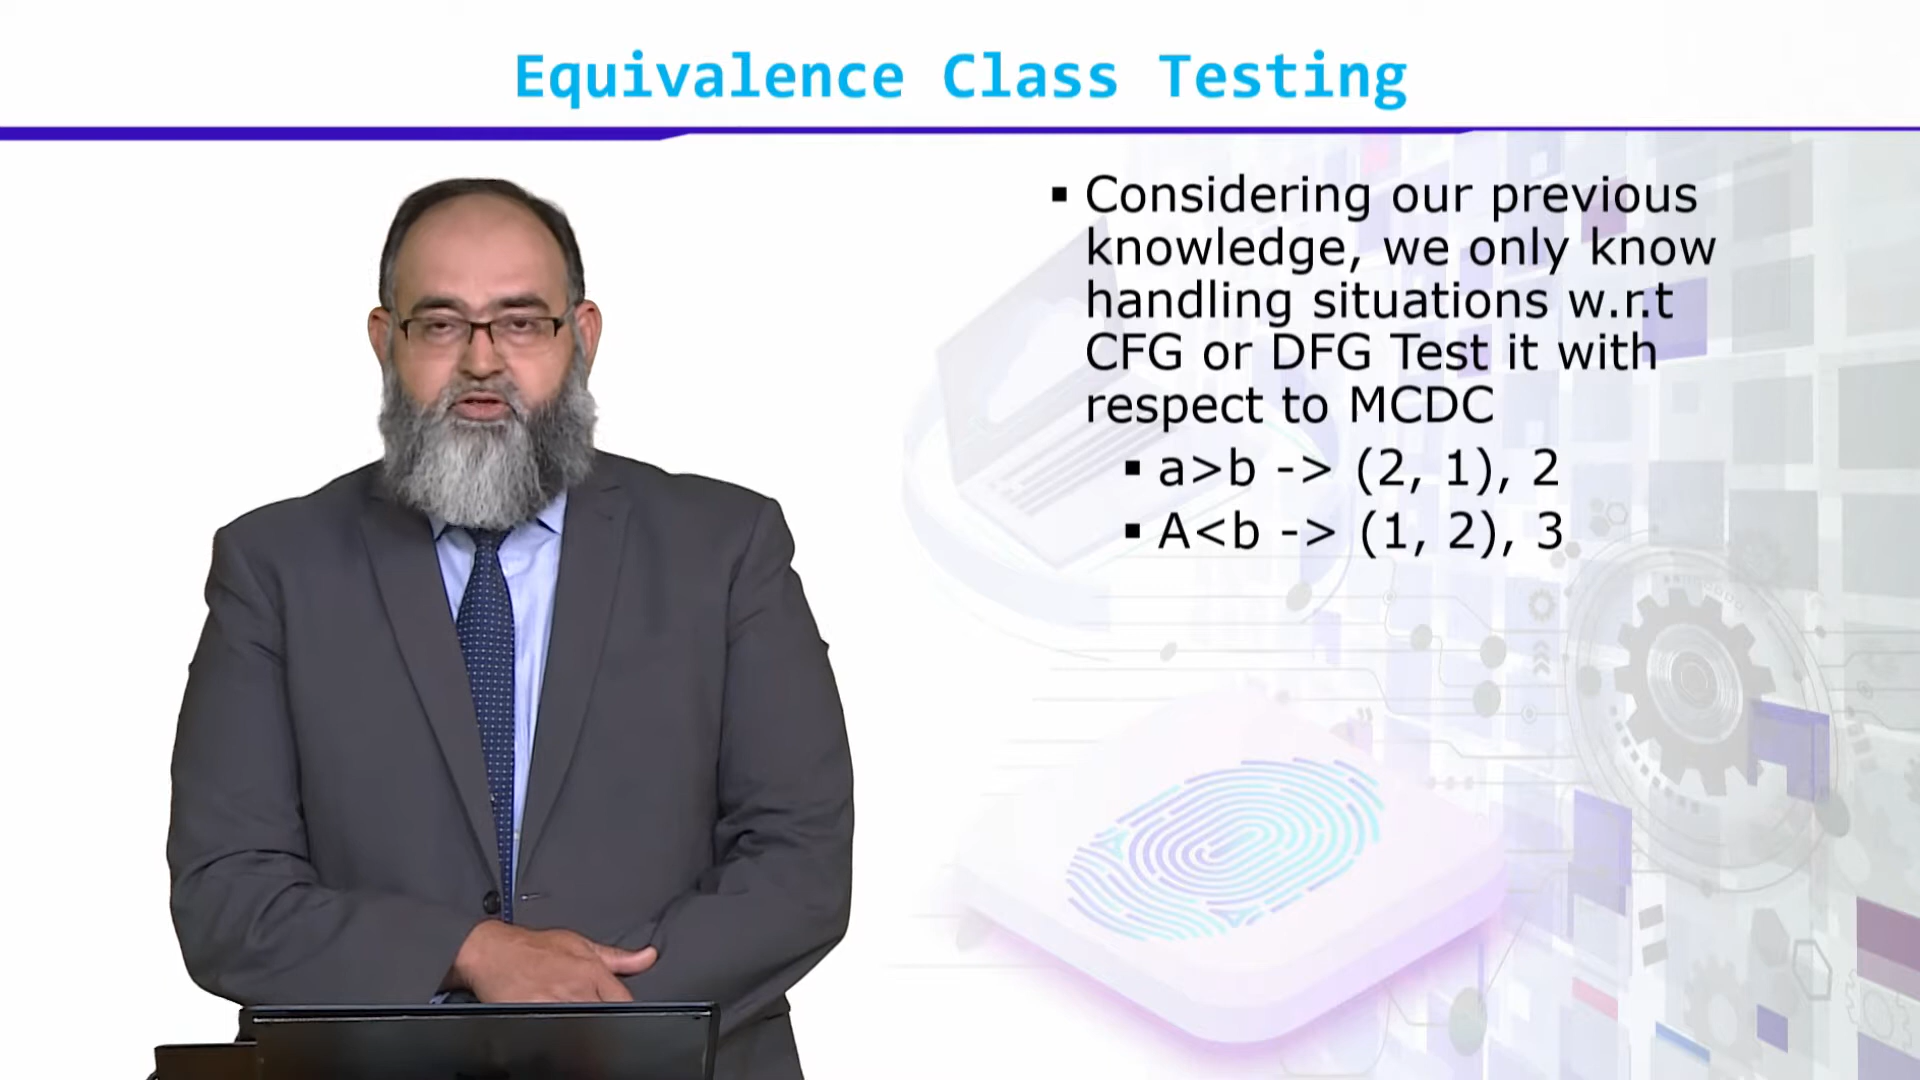 Equivalence Class Testing
▪ Considering our previous
knowledge, we only know
handling situations w.r.t
CFG or DFG Test it with
respect to MCDC
▪ a>b -> (2, 1), 2
▪ A<b -> (1, 2), 3